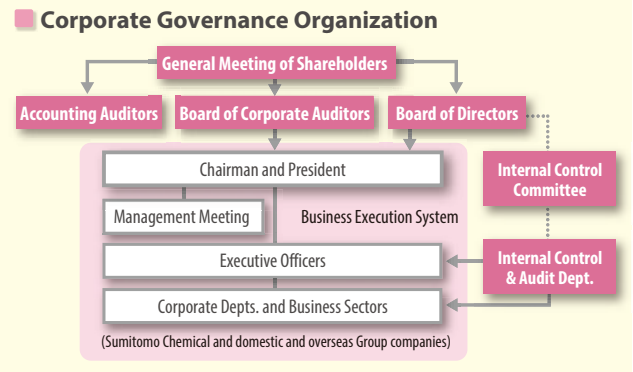 Corporate Governance Organization
General Meeting of Shareholders
Accounting Auditors
Board of Corporate Auditors
Board of Directors
Chairman and President
Internal Control
Committee
Management Meeting
Business Execution System
Executive Officers
Internal Control
& Audit Dept.
Corporate Depts. and Business Sectors
(Sumitomo Chemical and domestic and overseas Group companies)